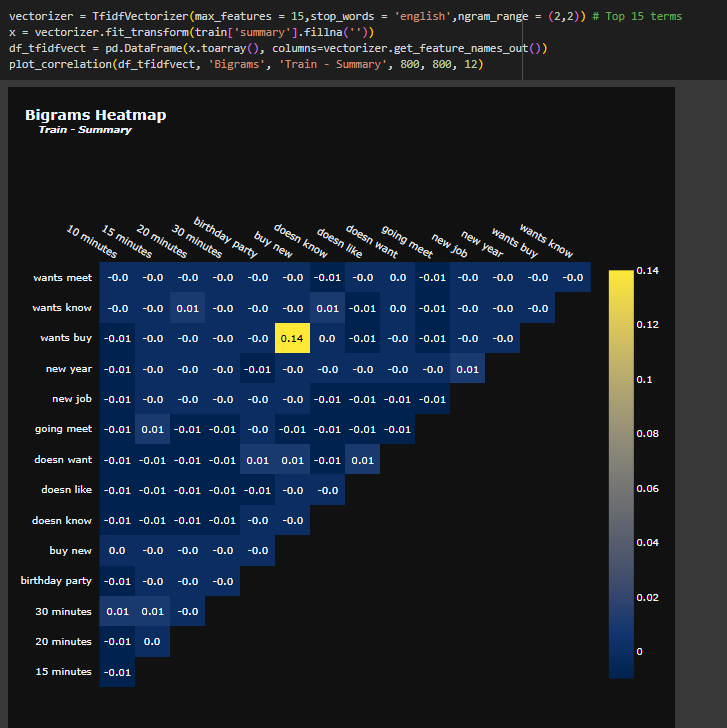 vectorizer = TfidfVectorizer(max_features = 15,stop_words = 'english',ngram_range = (2,2)) # Top 15 terms
x = vectorizer.fit_transform(train['summary'].fillna(''))
df_tfidfvect = pd.DataFrame(x.toarray(), columns=vectorizer.get_feature_names_out())
plot_correlation(df_tfidfvect, 'Bigrams', 'Train - Summary', 800, 800, 12)
Bigrams Heatmap
Train - Summary
10 minutes 15 minutes 20 minutes 30 minutes birthday party buy new doesn know doesn like doesn want going meet new job new year wants buy wants know
wants meet -0.0 -0.0 -0.0 -0.0 -0.0 -0.0 -0.01 -0.0 0.0 -0.01 -0.0 -0.0 -0.0 -0.0
wants know -0.0 -0.0 0.01 -0.0 -0.0 -0.0 0.01 -0.01 0.0 -0.01 -0.0 -0.0 -0.0
wants buy -0.01 -0.0 -0.0 -0.0 -0.0 0.14 0.0 -0.01 -0.0 -0.01 -0.0 -0.0
new year -0.01 -0.0 -0.0 -0.0 -0.01 -0.0 -0.0 -0.0 -0.0 -0.0 0.01
new job -0.01 -0.0 -0.0 -0.0 -0.0 -0.0 -0.01 -0.01 -0.01 -0.01
going meet -0.01 0.01 -0.01 -0.01 -0.0 -0.01 -0.01 -0.01 -0.01
doesn want -0.01 -0.01 -0.01 -0.01 0.01 0.01 -0.01 0.01
doesn like -0.01 -0.01 -0.01 -0.01 -0.01 -0.0 -0.0
doesn know -0.01 -0.01 -0.01 -0.01 -0.0 -0.0
buy new 0.0 -0.0 -0.0 -0.0 -0.0
birthday party -0.01 -0.0 -0.0 -0.0
30 minutes 0.01 0.01 -0.0
20 minutes -0.01 0.0
15 minutes -0.01
0.14
0.12
0.1
0.08
0.06
0.04
0.02
0